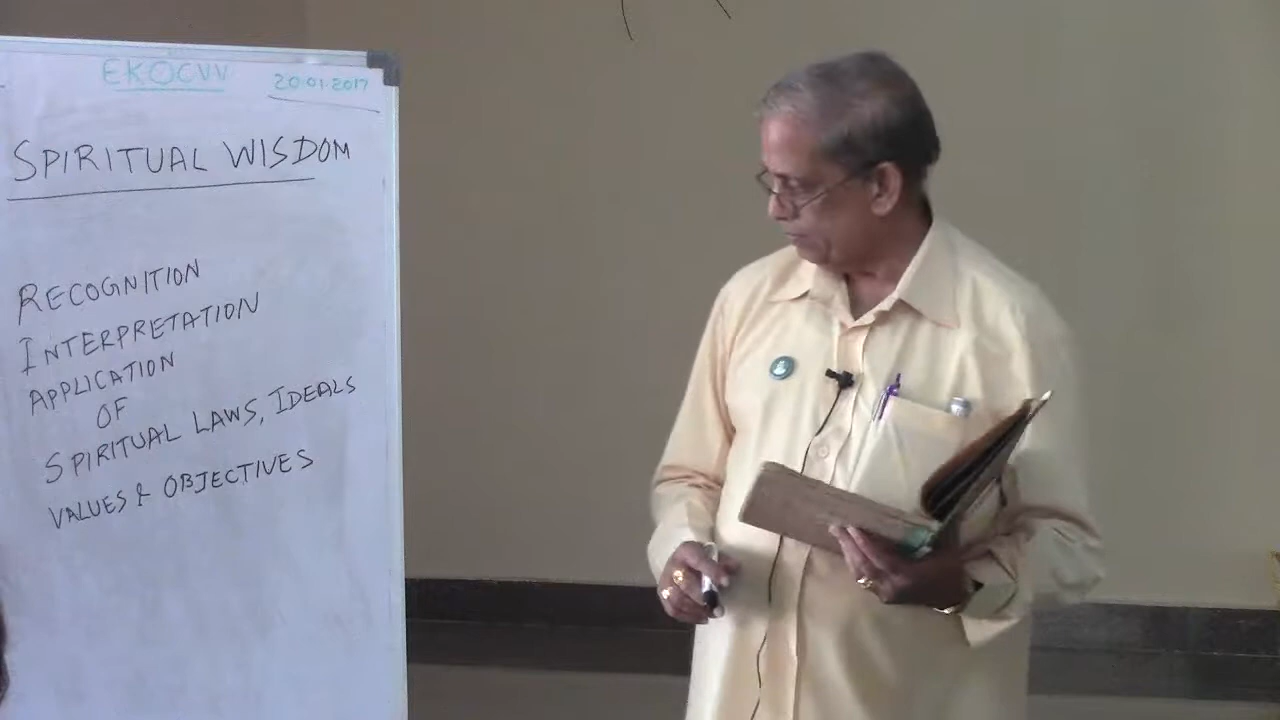 EKOCVV
20.01.2017
SPIRITUAL WISDOM
RECOGNITION
INTERPRETATION
APPLICATION
OF
SPIRITUAL LAWS, IDEALS
VALUES & OBJECTIVES